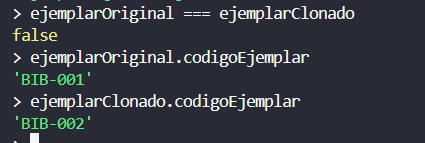 > ejemplarOriginal === ejemplarClonado
false
> ejemplarOriginal.codigoEjemplar
'BIB-001'
> ejemplarClonado.codigoEjemplar
'BIB-002'
>